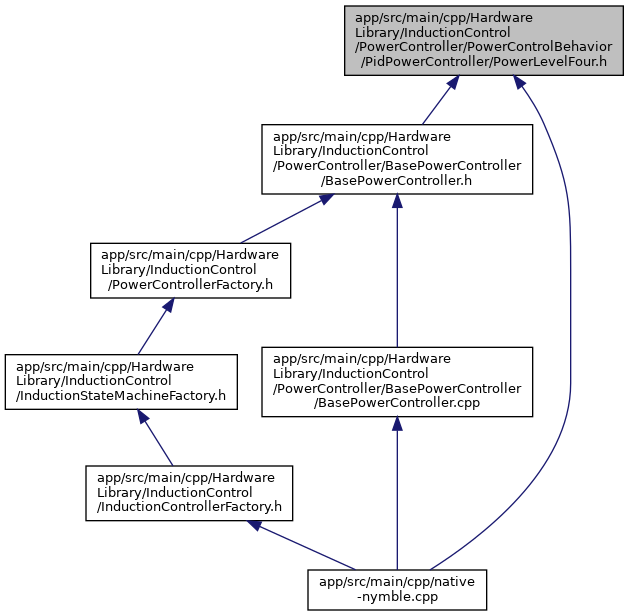 app/src/main/cpp/Hardware
Library/InductionControl
/PowerController/PowerControlBehavior
/PidPowerController/PowerLevelFour.h
app/src/main/cpp/Hardware
Library/InductionControl
/PowerController/BasePowerController
/BasePowerController.h
app/src/main/cpp/Hardware
Library/InductionControl
/PowerControllerFactory.h
app/src/main/cpp/Hardware
Library/InductionControl
/InductionStateMachineFactory.h
app/src/main/cpp/Hardware
Library/InductionControl
/PowerController/BasePowerController
/BasePowerController.cpp
app/src/main/cpp/Hardware
Library/InductionControl
/InductionControllerFactory.h
app/src/main/cpp/native
-nymble.cpp